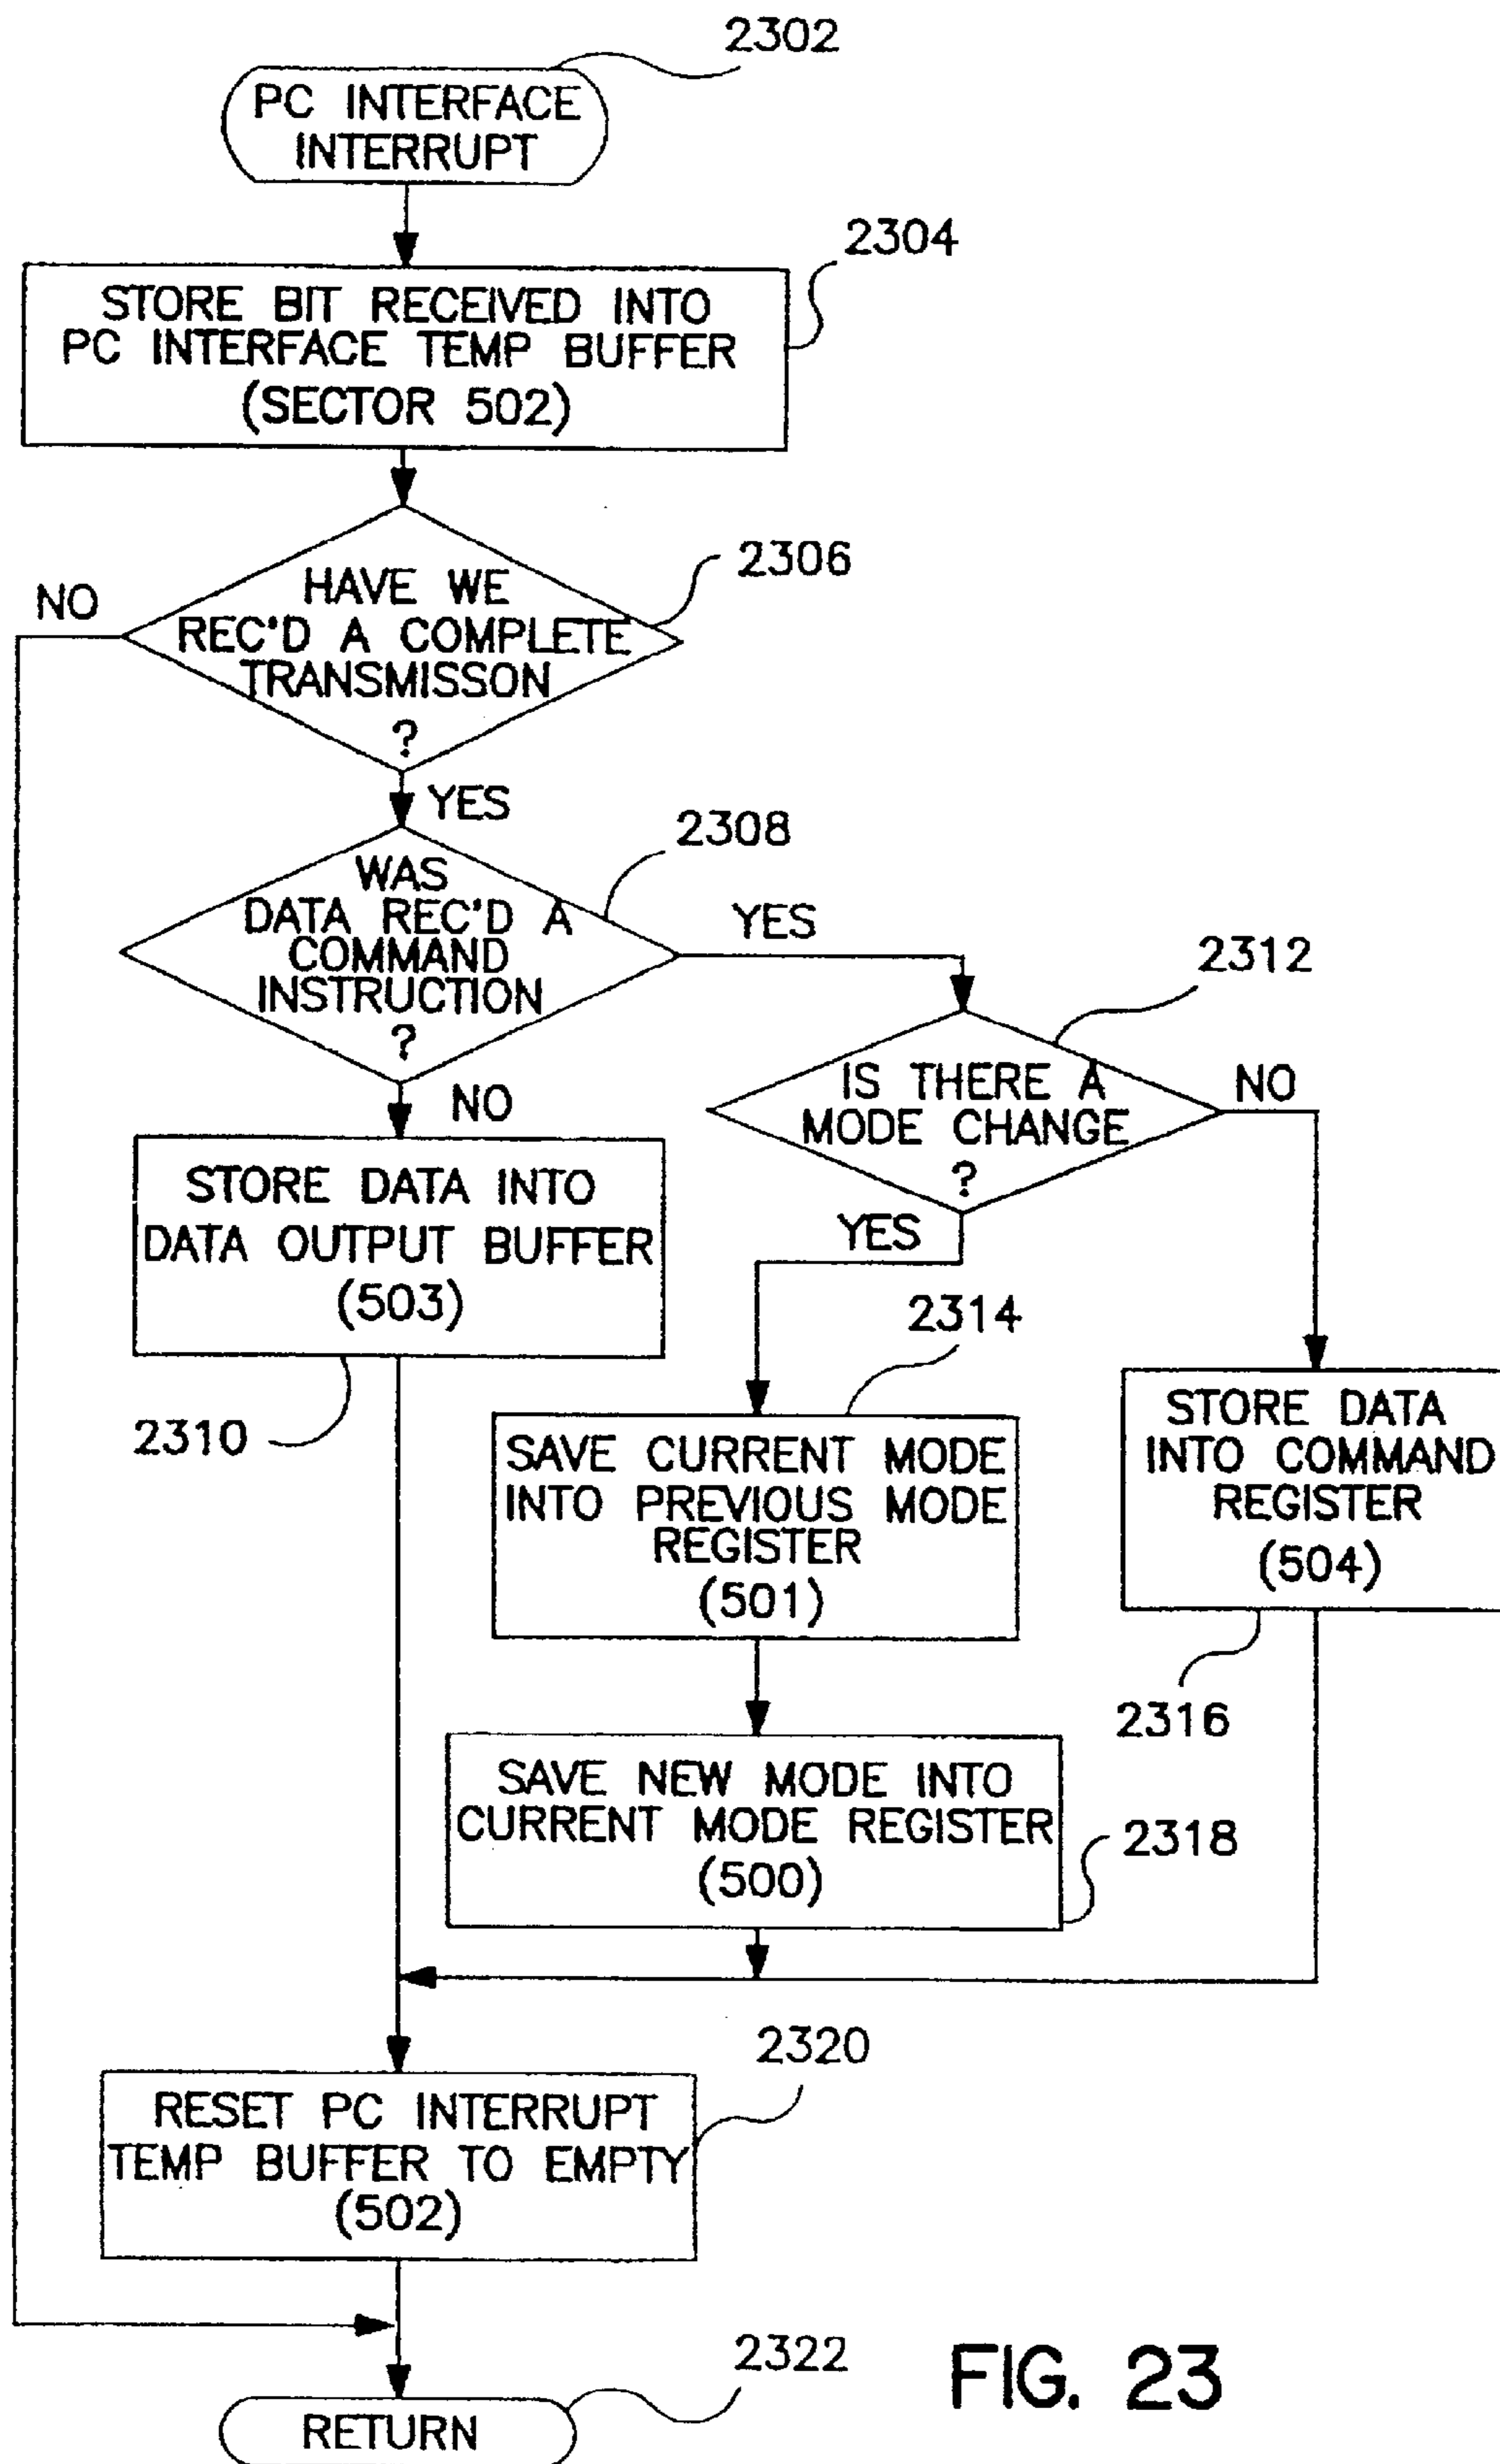 2302
PC INTERFACE
INTERRUPT
2304
STORE BIT RECEIVED INTO
PC INTERFACE TEMP BUFFER
(SECTOR 502)
2306
NO
HAVE WE
REC'D A COMPLETE
TRANSMISSON
?
YES
2308
WAS
DATA REC'D A
COMMAND
INSTRUCTION
?
YES
2312
NO
IS THERE A
MODE CHANGE
?
NO
YES
STORE DATA INTO
DATA OUTPUT BUFFER
(503)
2310
2314
SAVE CURRENT MODE
INTO PREVIOUS MODE
REGISTER
(501)
STORE DATA
INTO COMMAND
REGISTER
(504)
2316
SAVE NEW MODE INTO
CURRENT MODE REGISTER
(500)
2318
2320
RESET PC INTERRUPT
TEMP BUFFER TO EMPTY
(502)
2322
RETURN
FIG. 23